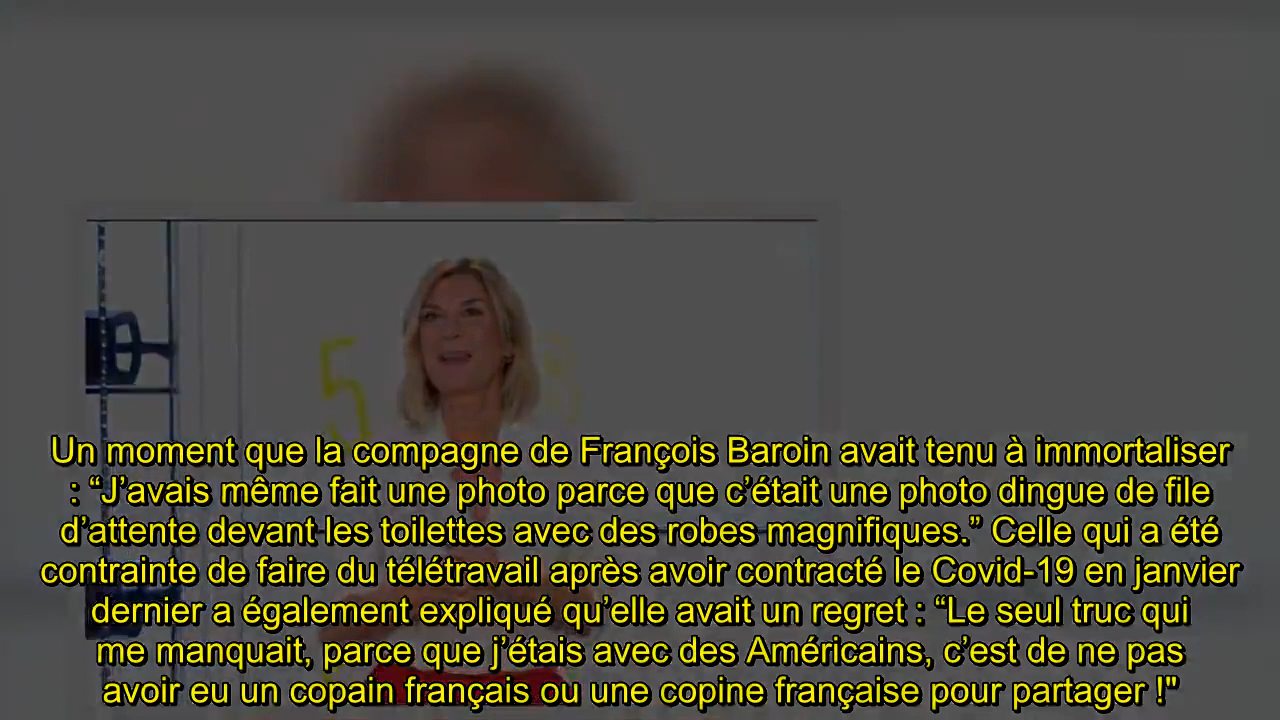 5
Un moment que la compagne de François Baroin avait tenu à immortaliser
: “J’avais même fait une photo parce que c’était une photo dingue de file
d’attente devant les toilettes avec des robes magnifiques.” Celle qui a été
contrainte de faire du télétravail après avoir contracté le Covid-19 en janvier
dernier a également expliqué qu’elle avait un regret : “Le seul truc qui
me manquait, parce que j’étais avec des Américains, c’est de ne pas
avoir eu un copain français ou une copine française pour partager !"